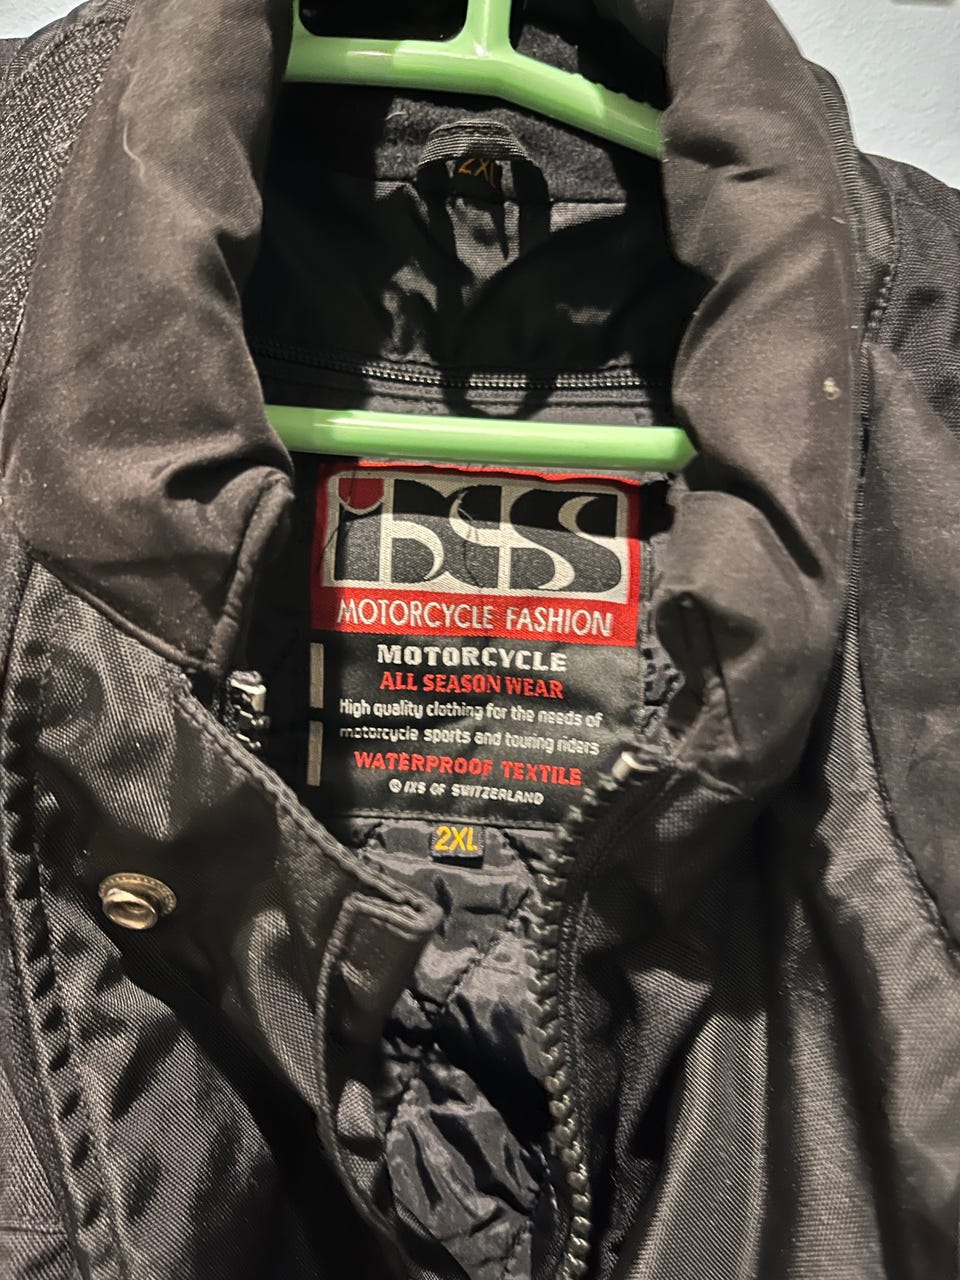 2XL
iXS
MOTORCYCLE FASHION
MOTORCYCLE
ALL SEASON WEAR
High quality clothing for the needs of
motorcycle sports and touring riders
WATERPROOF TEXTILE
© IXS OF SWITZERLAND
2XL